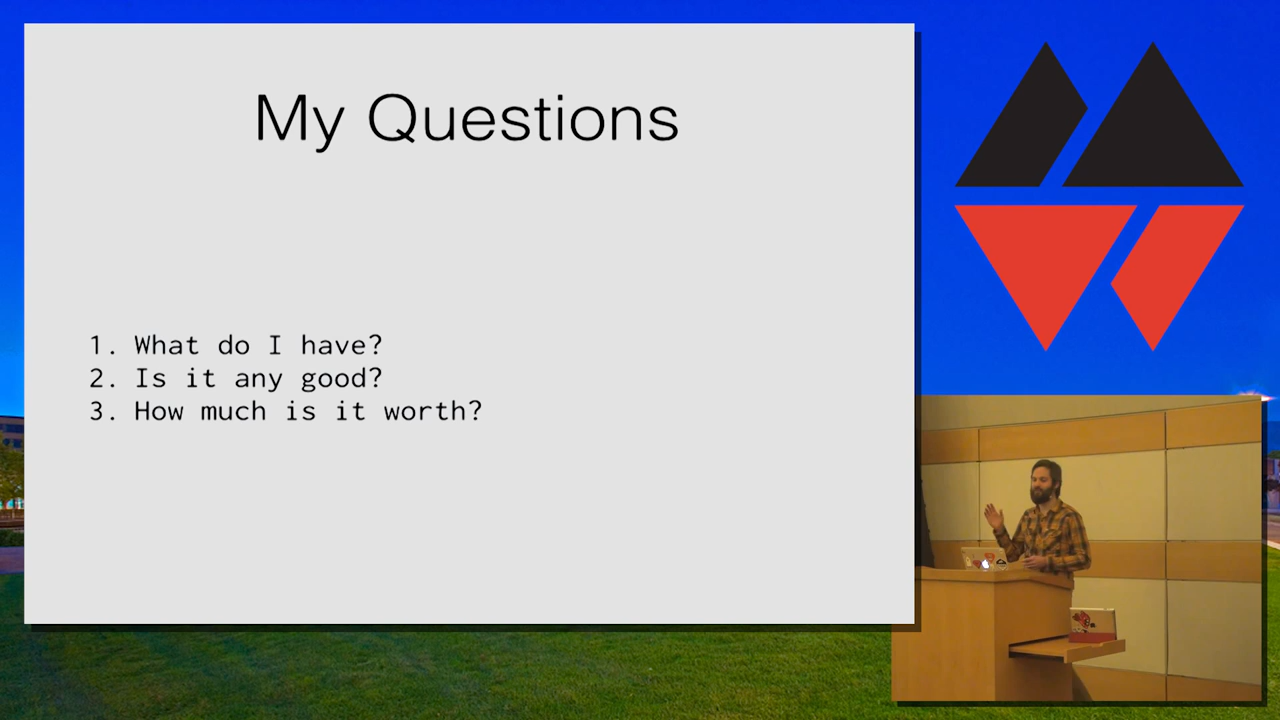 My Questions
1. What do I have?
2. Is it any good?
3. How much is it worth?